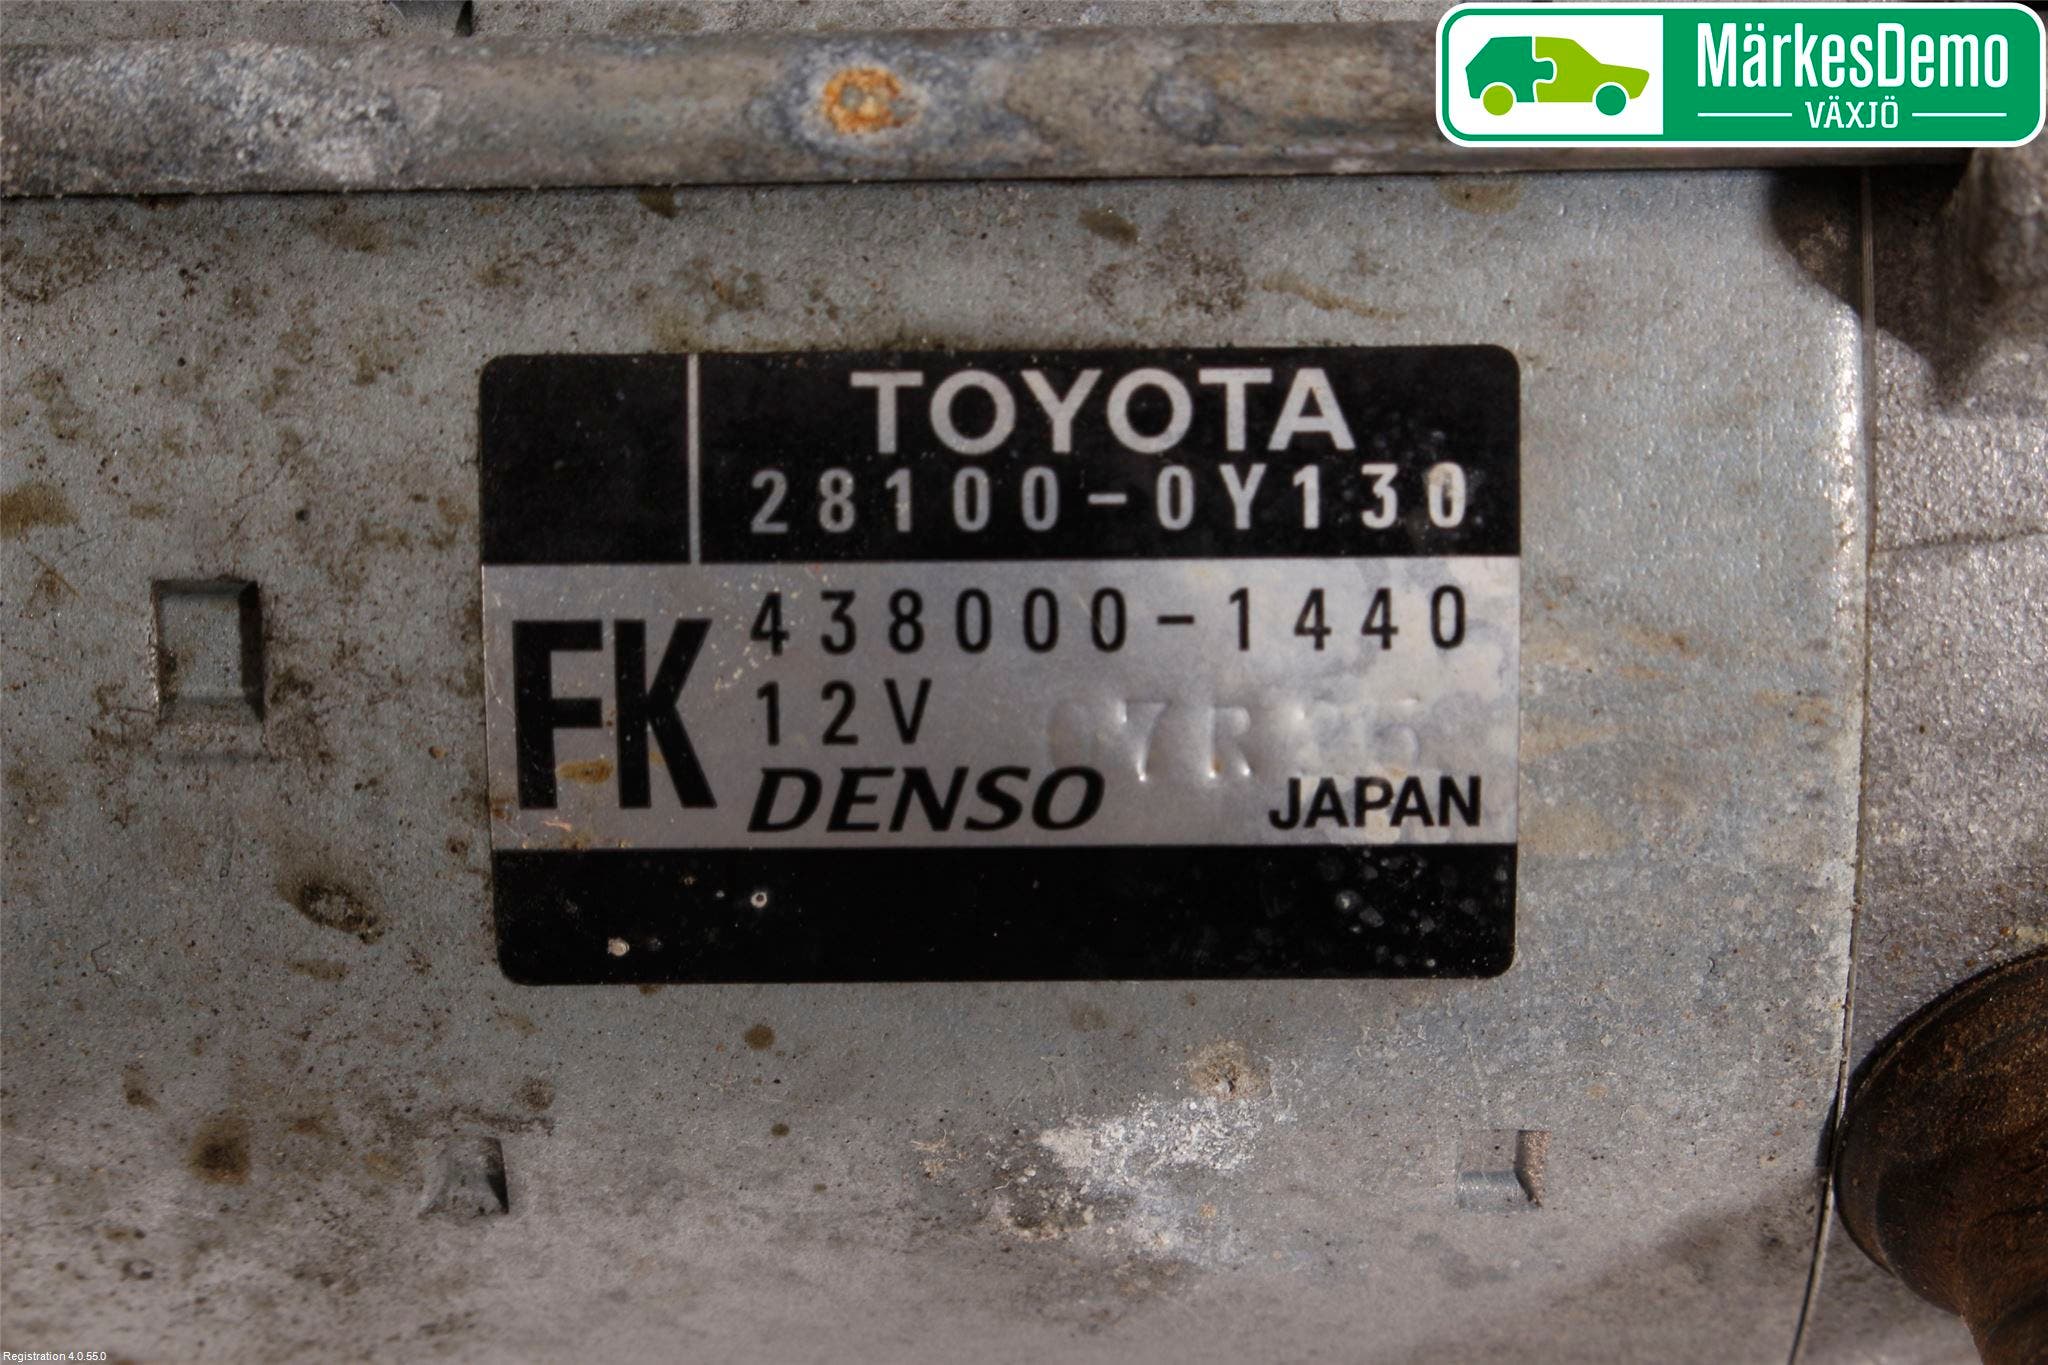 MärkesDemo
VÄXJÖ
TOYOTA
28100-0Y130
FK
438000-1440
12V
DENSO
JAPAN
Registration 4.0.55.0